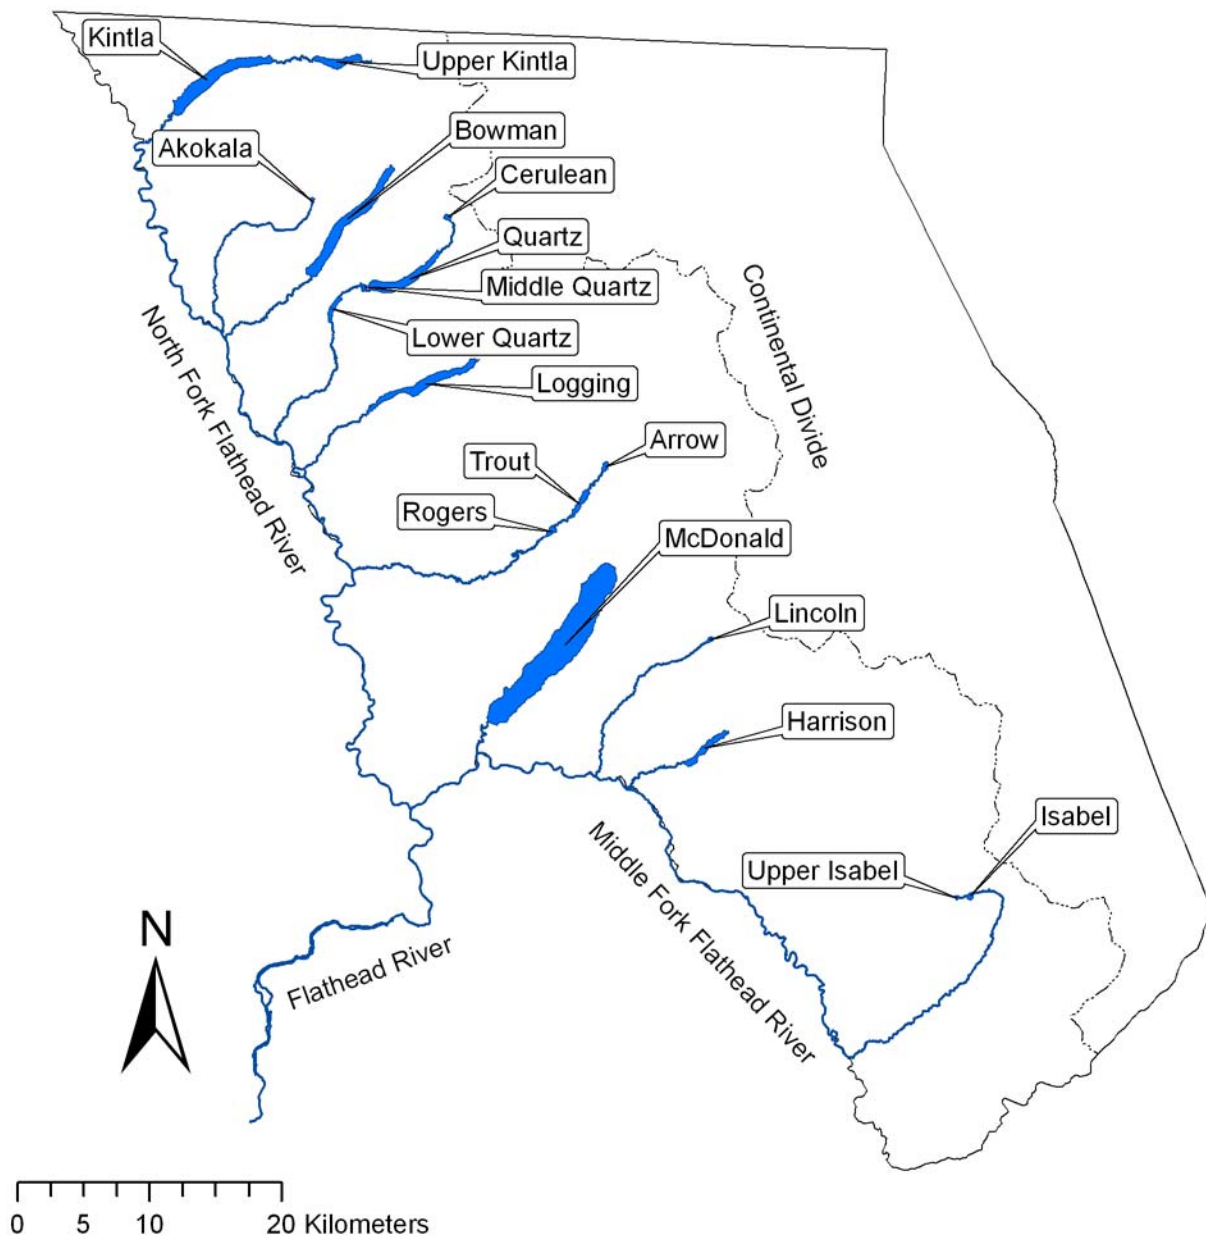 Kintla
Upper Kintla
Bowman
Akokala
Cerulean
Quartz
Middle Quartz
Lower Quartz
Continental Divide
North Fork Flathead River
Logging
Arrow
Trout
Rogers
McDonald
Lincoln
Harrison
Isabel
Upper Isabel
Middle Fork Flathead River
N
Flathead River
0 5 10 20 Kilometers